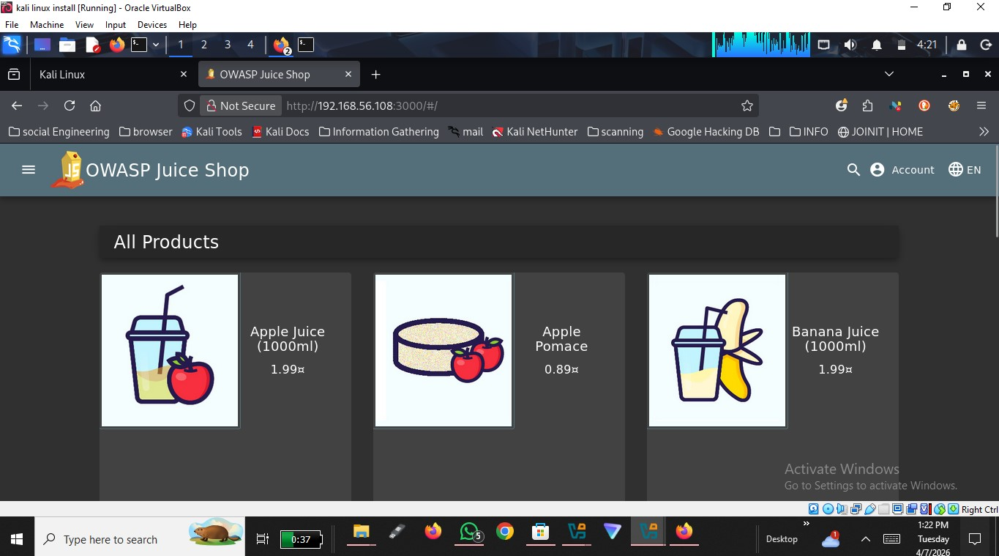 kali linux install [Running] - Oracle VirtualBox
File Machine View Input Devices Help
1 2 3 4 2 4:21
Kali Linux
OWASP Juice Shop
Not Secure http://192.168.56.108:3000/#/
social Engineering browser Kali Tools Kali Docs Information Gathering mail Kali NetHunter scanning Google Hacking DB INFO JOINIT | HOME
JS OWASP Juice Shop Account EN
All Products
Apple Juice
(1000ml)
1.99¤
Apple
Pomace
0.89¤
Banana Juice
(1000ml)
1.99¤
Activate Windows
Go to Settings to activate Windows.
Right Ctrl
Type here to search
0:37
5
Desktop
1
1:22 PM
Tuesday
4/7/2026